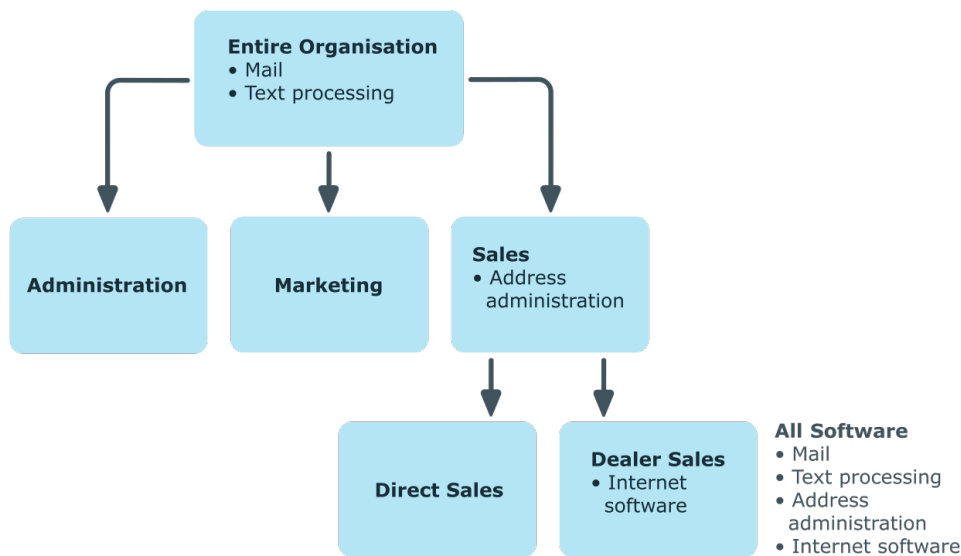 Entire Organisation
• Mail
• Text processing
Administration
Marketing
Sales
• Address
administration
Direct Sales
Dealer Sales
• Internet
software
All Software
• Mail
• Text processing
• Address
administration
• Internet software